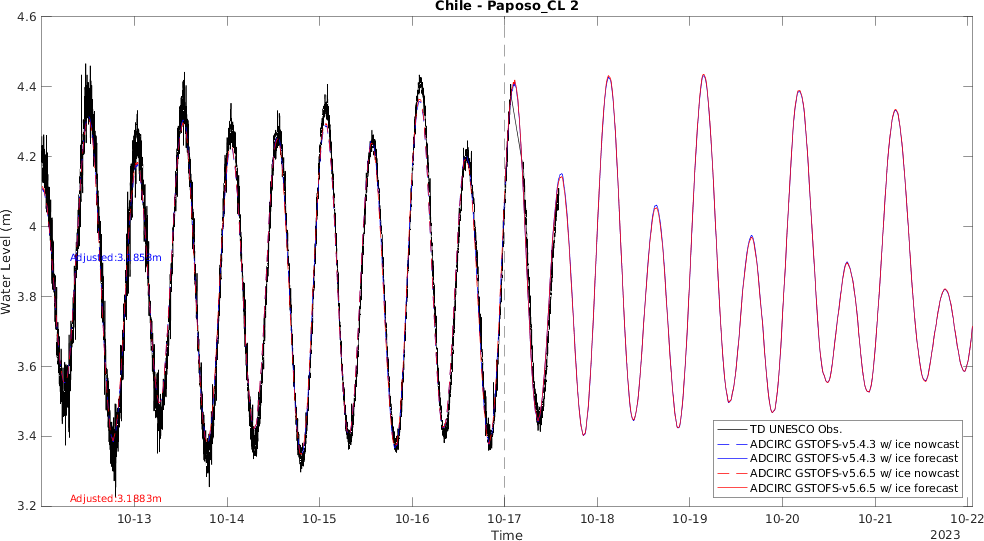 Chile - Paposo_CL 2
4.6
4.4
4.2
4
3.8
3.6
3.4
3.2
Water Level (m)
Adjusted:3.1853m
Adjusted:3.1883m
TD UNESCO Obs.
ADCIRC GSTOFS-v5.4.3 w/ ice nowcast
ADCIRC GSTOFS-v5.4.3 w/ ice forecast
ADCIRC GSTOFS-v5.6.5 w/ ice nowcast
ADCIRC GSTOFS-v5.6.5 w/ ice forecast
10-13 10-14 10-15 10-16 10-17 10-18 10-19 10-20 10-21 10-22
Time
2023